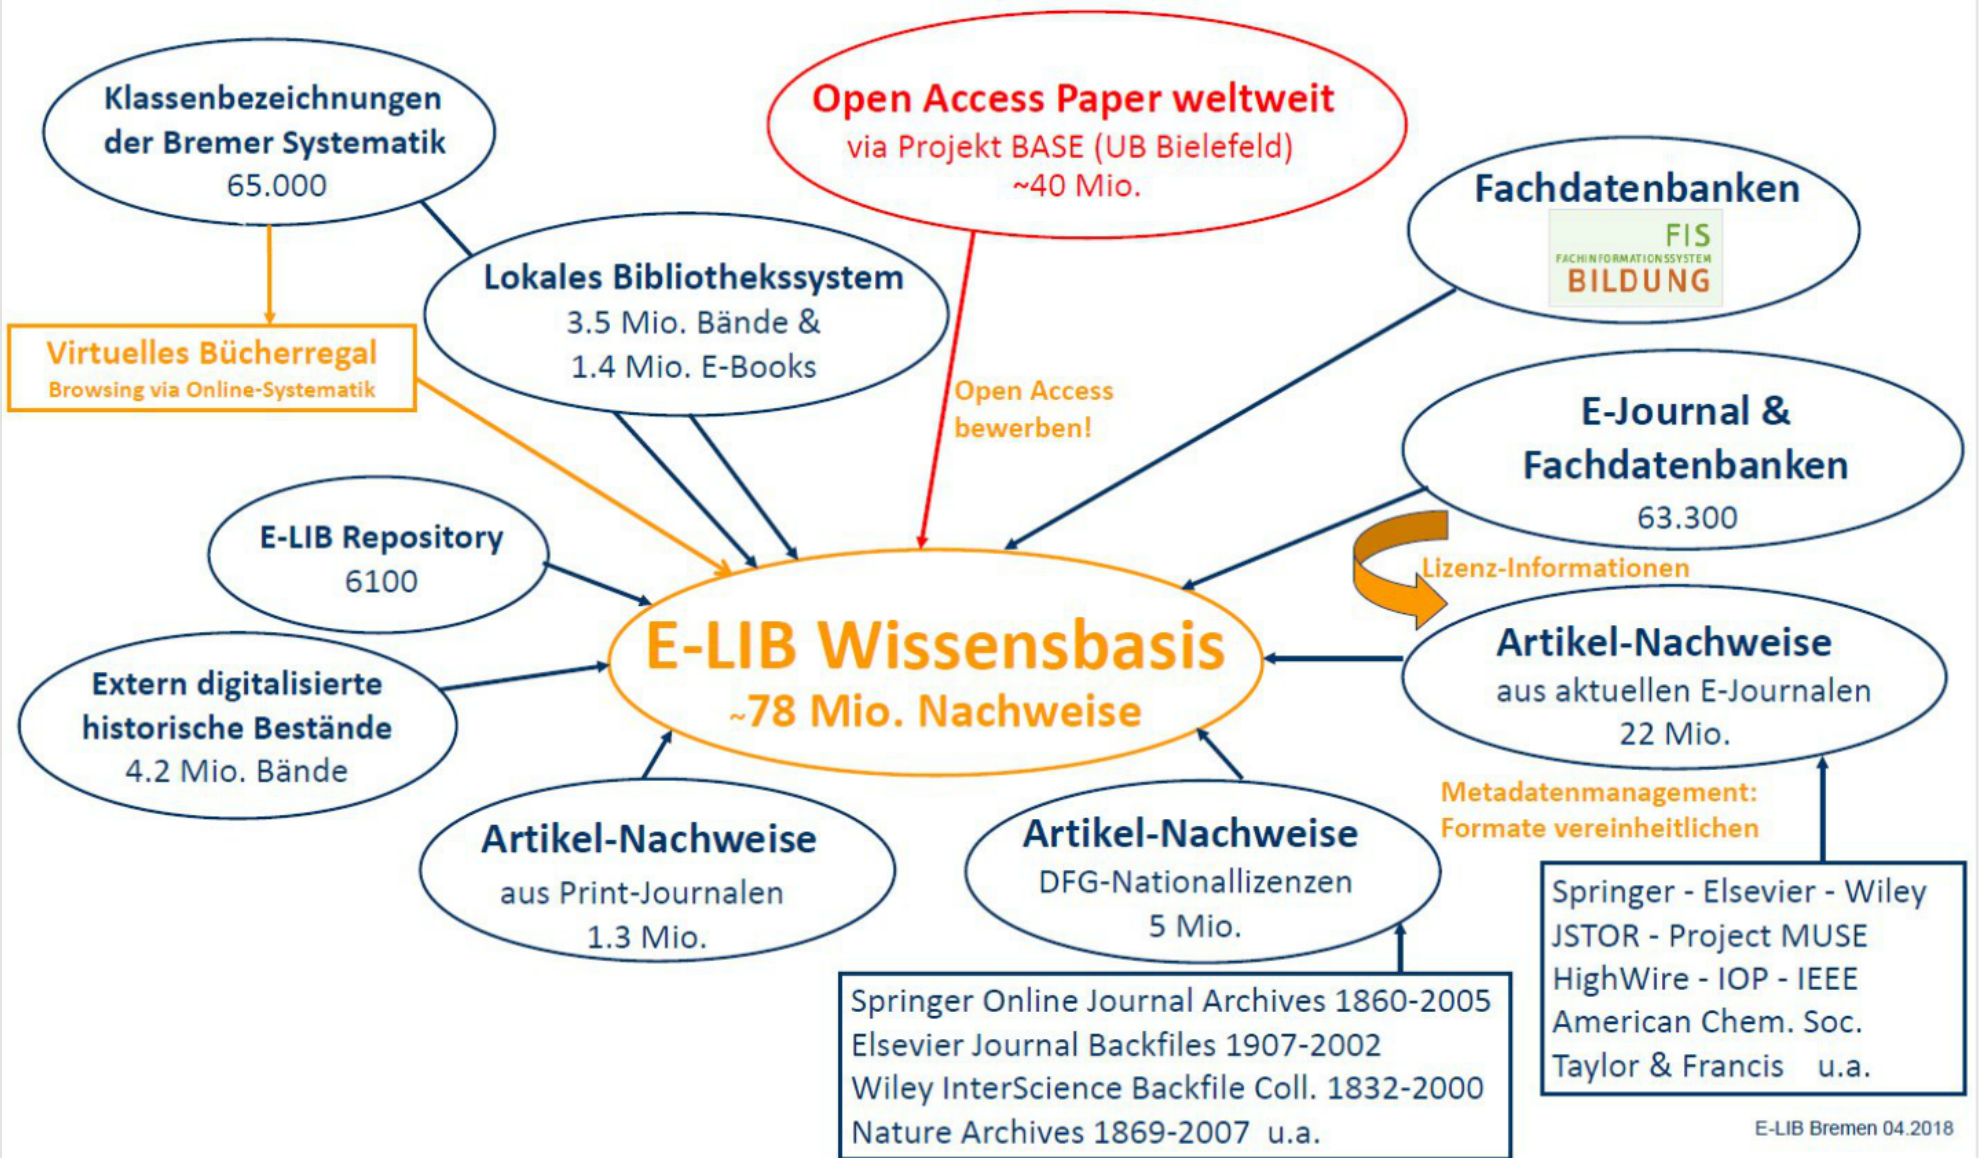 Klassenbezeichnungen
der Bremer Systematik
65.000
Open Access Paper weltweit
via Projekt BASE (UB Bielefeld)
~40 Mio.
Fachdatenbanken
FIS
FACHINFORMATIONSSYSTEM
BILDUNG
Lokales Bibliothekssystem
3.5 Mio. Bände &
1.4 Mio. E-Books
Virtuelles Bücherregal
Browsing via Online-Systematik
Open Access
bewerben!
E-Journal &
Fachdatenbanken
63.300
E-LIB Repository
6100
Lizenz-Informationen
E-LIB Wissensbasis
~78 Mio. Nachweise
Artikel-Nachweise
aus aktuellen E-Journalen
22 Mio.
Extern digitalisierte
historische Bestände
4.2 Mio. Bände
Metadatenmanagement:
Formate vereinheitlichen
Artikel-Nachweise
aus Print-Journalen
1.3 Mio.
Artikel-Nachweise
DFG-Nationallizenzen
5 Mio.
Springer - Elsevier - Wiley
JSTOR - Project MUSE
HighWire - IOP - IEEE
American Chem. Soc.
Taylor & Francis u.a.
Springer Online Journal Archives 1860-2005
Elsevier Journal Backfiles 1907-2002
Wiley InterScience Backfile Coll. 1832-2000
Nature Archives 1869-2007 u.a.
E-LIB Bremen 04.2018